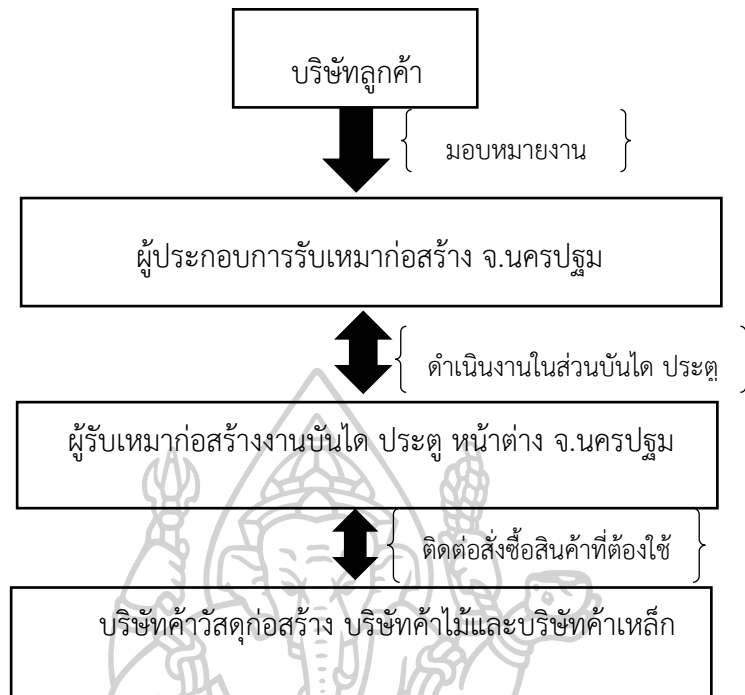 บริษัทลูกค้า
มอบหมายงาน
ผู้ประกอบการรับเหมาก่อสร้าง จ.นครปฐม
ดำเนินงานในส่วนบันได ประตู
ผู้รับเหมาก่อสร้างงานบันได ประตู หน้าต่าง จ.นครปฐม
ติดต่อสั่งซื้อสินค้าที่ต้องใช้
บริษัทค้าวัสดุก่อสร้าง บริษัทค้าไม้และบริษัทค้าเหล็ก